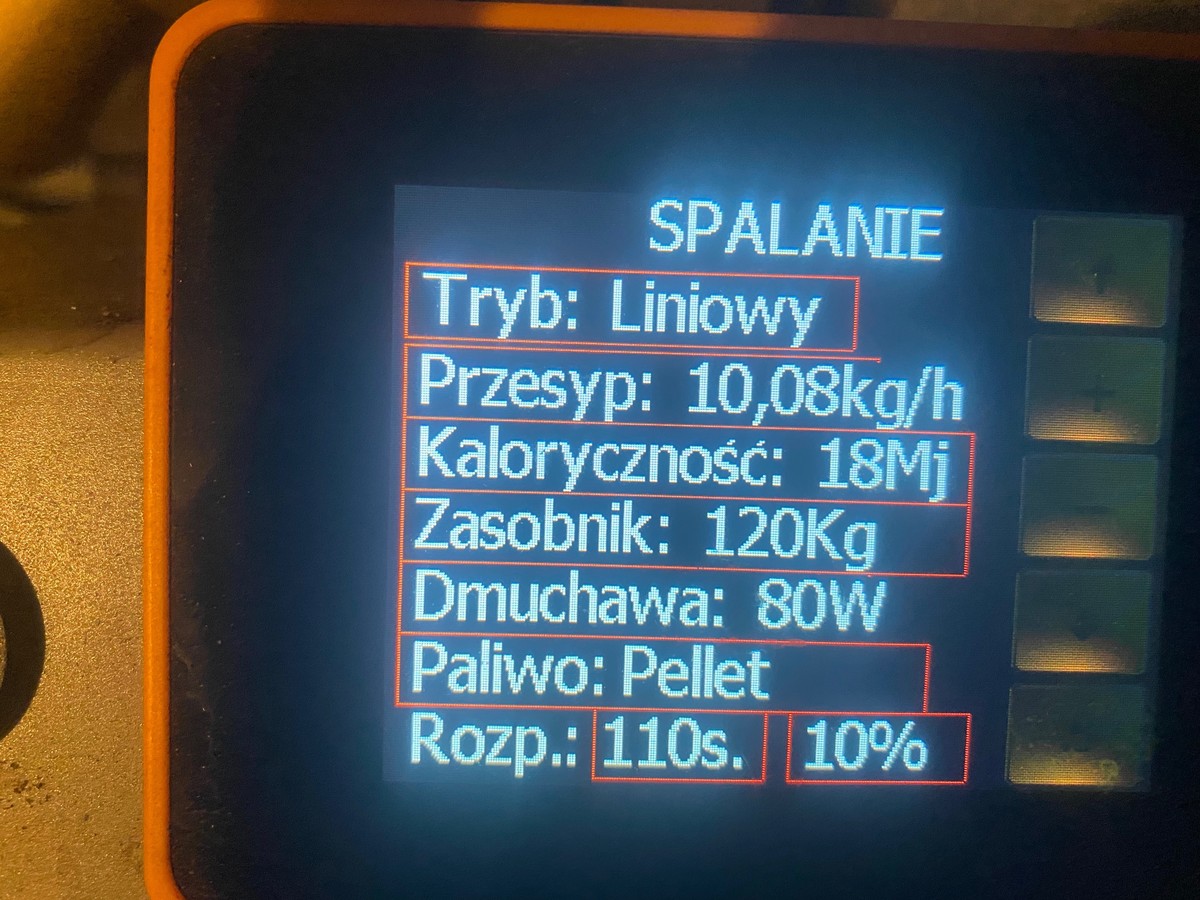 SPALANIE
Tryb: Liniowy
Przesyp: 10,08kg/h
Kaloryczność: 18Mj
Zasobnik: 120Kg
Dmuchawa: 80W
Paliwo: Pellet
Rozp.: 110s. 10%